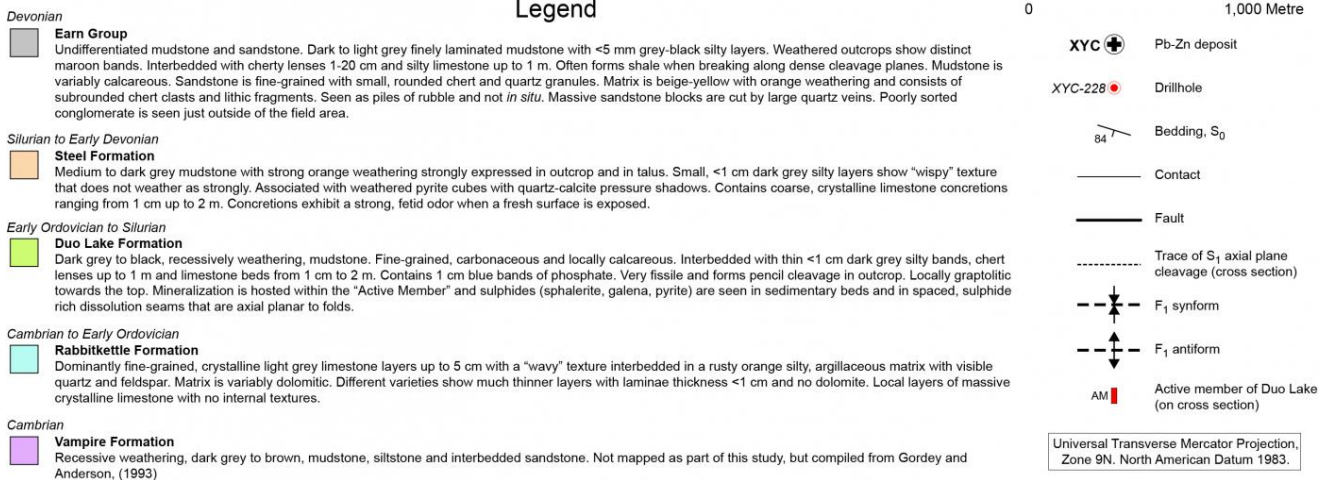 Legend
Devonian
Earn Group
Undifferentiated mudstone and sandstone. Dark to light grey finely laminated mudstone with <5 mm grey-black silty layers. Weathered outcrops show distinct
maroon bands. Interbedded with cherty lenses 1-20 cm and silty limestone up to 1 m. Often forms shale when breaking along dense cleavage planes. Mudstone is
variably calcareous. Sandstone is fine-grained with small, rounded chert and quartz granules. Matrix is beige-yellow with orange weathering and consists of
subrounded chert clasts and lithic fragments. Seen as piles of rubble and not in situ. Massive sandstone blocks are cut by large quartz veins. Poorly sorted
conglomerate is seen just outside of the field area.
Silurian to Early Devonian
Steel Formation
Medium to dark grey mudstone with strong orange weathering strongly expressed in outcrop and in talus. Small, <1 cm dark grey silty layers show “wispy” texture
that does not weather as strongly. Associated with weathered pyrite cubes with quartz-calcite pressure shadows. Contains coarse, crystalline limestone concretions
ranging from 1 cm up to 2 m. Concretions exhibit a strong, fetid odor when a fresh surface is exposed.
Early Ordovician to Silurian
Duo Lake Formation
Dark grey to black, recessively weathering, mudstone. Fine-grained, carbonaceous and locally calcareous. Interbedded with thin <1 cm dark grey silty bands, chert
lenses up to 1 m and limestone beds from 1 cm to 2 m. Contains 1 cm blue bands of phosphate. Very fissile and forms pencil cleavage in outcrop. Locally graptolitic
towards the top. Mineralization is hosted within the “Active Member” and sulphides (sphalerite, galena, pyrite) are seen in sedimentary beds and in spaced, sulphide
rich dissolution seams that are axial planar to folds.
Cambrian to Early Ordovician
Rabbitkettle Formation
Dominantly fine-grained, crystalline light grey limestone layers up to 5 cm with a “wavy” texture interbedded in a rusty orange silty, argillaceous matrix with visible
quartz and feldspar. Matrix is variably dolomitic. Different varieties show much thinner layers with laminae thickness <1 cm and no dolomite. Local layers of massive
crystalline limestone with no internal textures.
Cambrian
Vampire Formation
Recessive weathering, dark grey to brown, mudstone, siltstone and interbedded sandstone. Not mapped as part of this study, but compiled from Gordey and
Anderson, (1993)
0 1,000 Metre
XYC Pb-Zn deposit
XYC-228 Drillhole
84 Bedding, S0
Contact
Fault
Trace of S1 axial plane
cleavage (cross section)
F1 synform
F1 antiform
AM Active member of Duo Lake
(on cross section)
Universal Transverse Mercator Projection,
Zone 9N. North American Datum 1983.